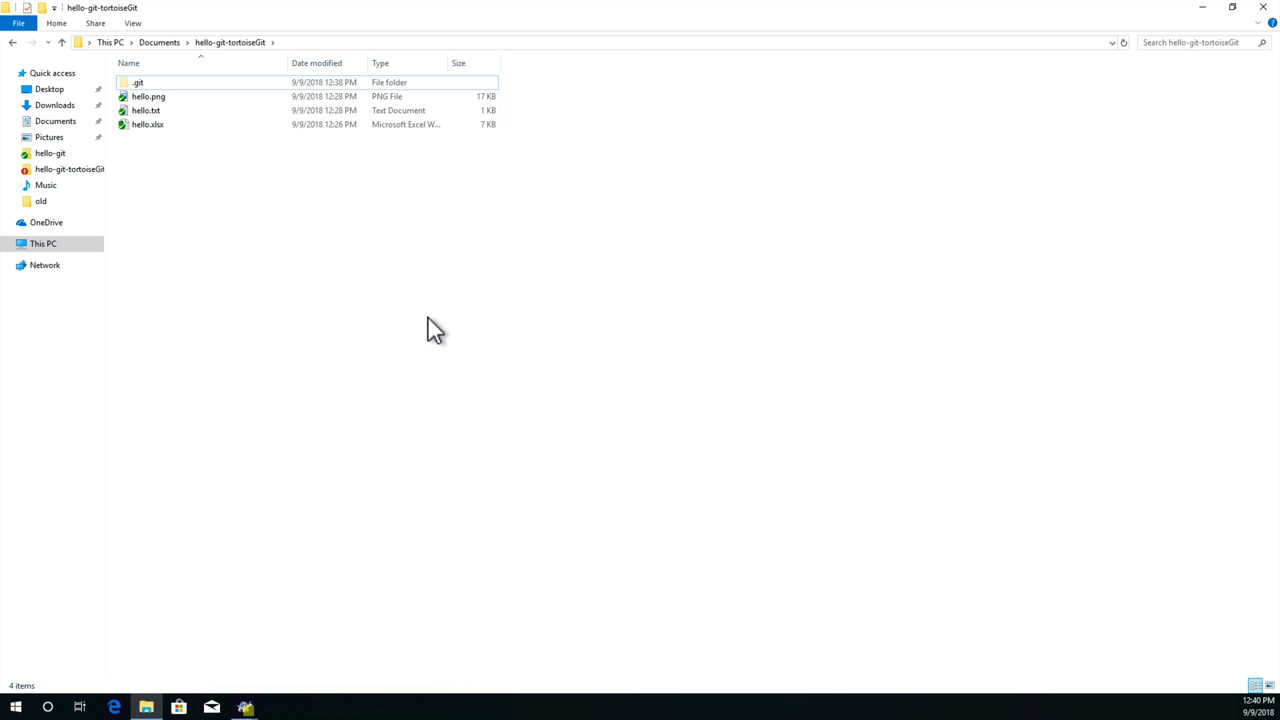 hello-git-tortoiseGit
File Home Share View
This PC Documents hello-git-tortoiseGit Search hello-git-tortoiseGit
Name Date modified Type Size
.git 9/9/2018 12:38 PM File folder
hello.png 9/9/2018 12:28 PM PNG File 17 KB
hello.txt 9/9/2018 12:28 PM Text Document 1 KB
hello.xlsx 9/9/2018 12:26 PM Microsoft Excel W... 7 KB
Quick access
Desktop
Downloads
Documents
Pictures
hello-git
hello-git-tortoiseGit
Music
old
OneDrive
This PC
Network
4 items
12:40 PM
9/9/2018